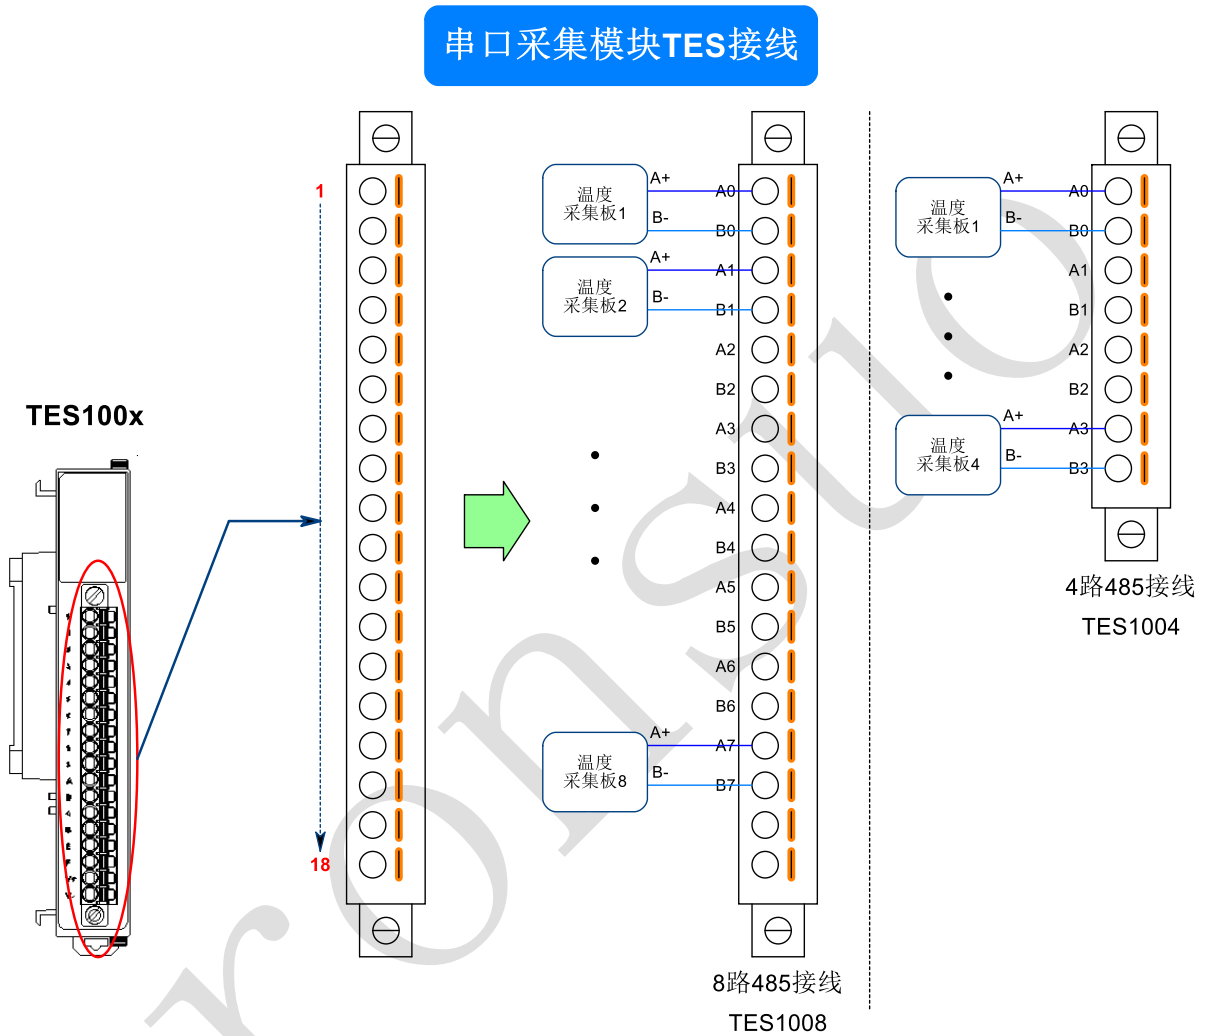 串口采集模块TES接线
TES100x
1
18
温度
采集板1
A+
B-
温度
采集板2
A+
B-
温度
采集板8
A+
B-
A0
B0
A1
B1
A2
B2
A3
B3
A4
B4
A5
B5
A6
B6
A7
B7
8路485接线
TES1008
温度
采集板1
A+
B-
温度
采集板4
A+
B-
A0
B0
A1
B1
A2
B2
A3
B3
4路485接线
TES1004
ronsuo